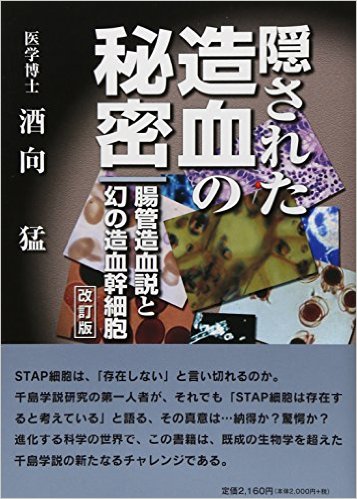 隠された
造血の
秘密
腸管造血説と
幻の造血幹細胞
改訂版
医学博士 酒向 猛
STAP細胞は、「存在しない」と言い切れるのか。
千島学説研究の第一人者が、それでも「STAP細胞は存在す
ると考えている」と語る、その真意は…納得か?驚愕か?
進化する科学の世界で、この書籍は、既成の生物学を超えた
千島学説の新たなるチャレンジである。
定価2,160円(本体2,000円+税)